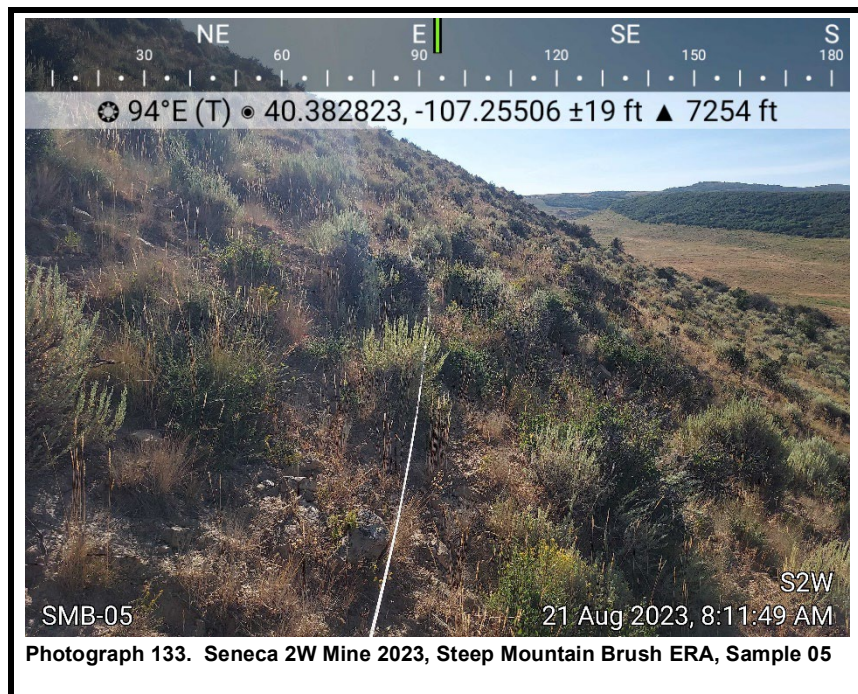 NE E SE S
30 60 90 120 150 180
94°E (T) 40.382823, -107.25506 ±19 ft ▲ 7254 ft
S2W
SMB-05 21 Aug 2023, 8:11:49 AM
Photograph 133. Seneca 2W Mine 2023, Steep Mountain Brush ERA, Sample 05